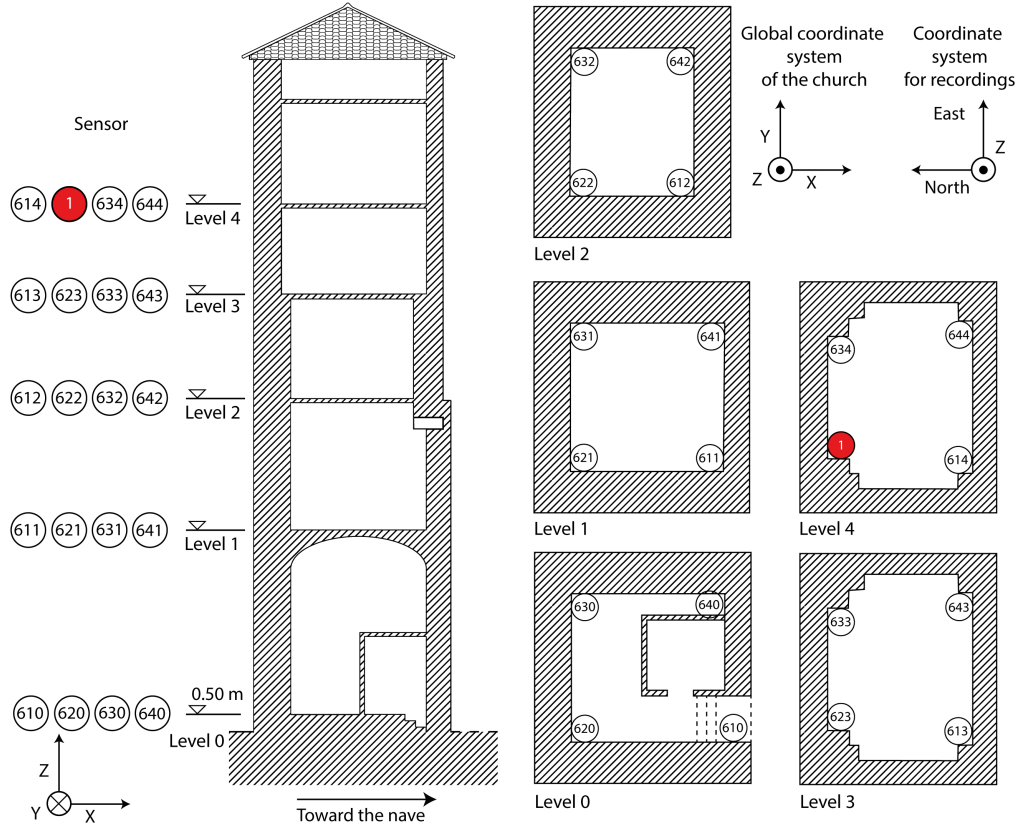 Sensor
614 1 634 644
Level 4
613 623 633 643
Level 3
612 622 632 642
Level 2
611 621 631 641
Level 1
0.50 m
610 620 630 640
Level 0
Z
Y X
Toward the nave
632 642
622 612
Level 2
Global coordinate
system
of the church
Y
Z X
Coordinate
system
for recordings
East
Z
North
631 641
621 611
Level 1
644
634
1
614
Level 4
630 640
620 610
Level 0
643
633
623
613
Level 3